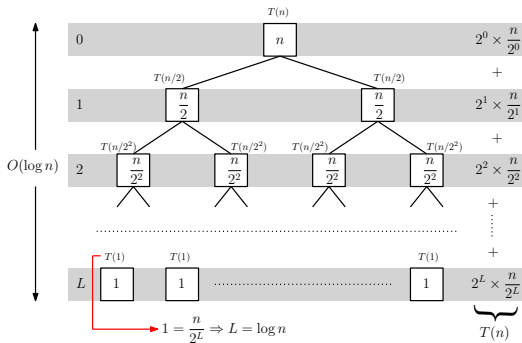 T(n)
0 n 2^0 × n/2^0
+
T(n/2) T(n/2)
1 n/2 n/2 2^1 × n/2^1
+
T(n/2^2) T(n/2^2) T(n/2^2) T(n/2^2)
2 n/2^2 n/2^2 n/2^2 n/2^2 2^2 × n/2^2
O(log n)
+
+
T(1) T(1) T(1)
L 1 1 1 2^L × n/2^L
1 = n/2^L ⇒ L = log n
T(n)